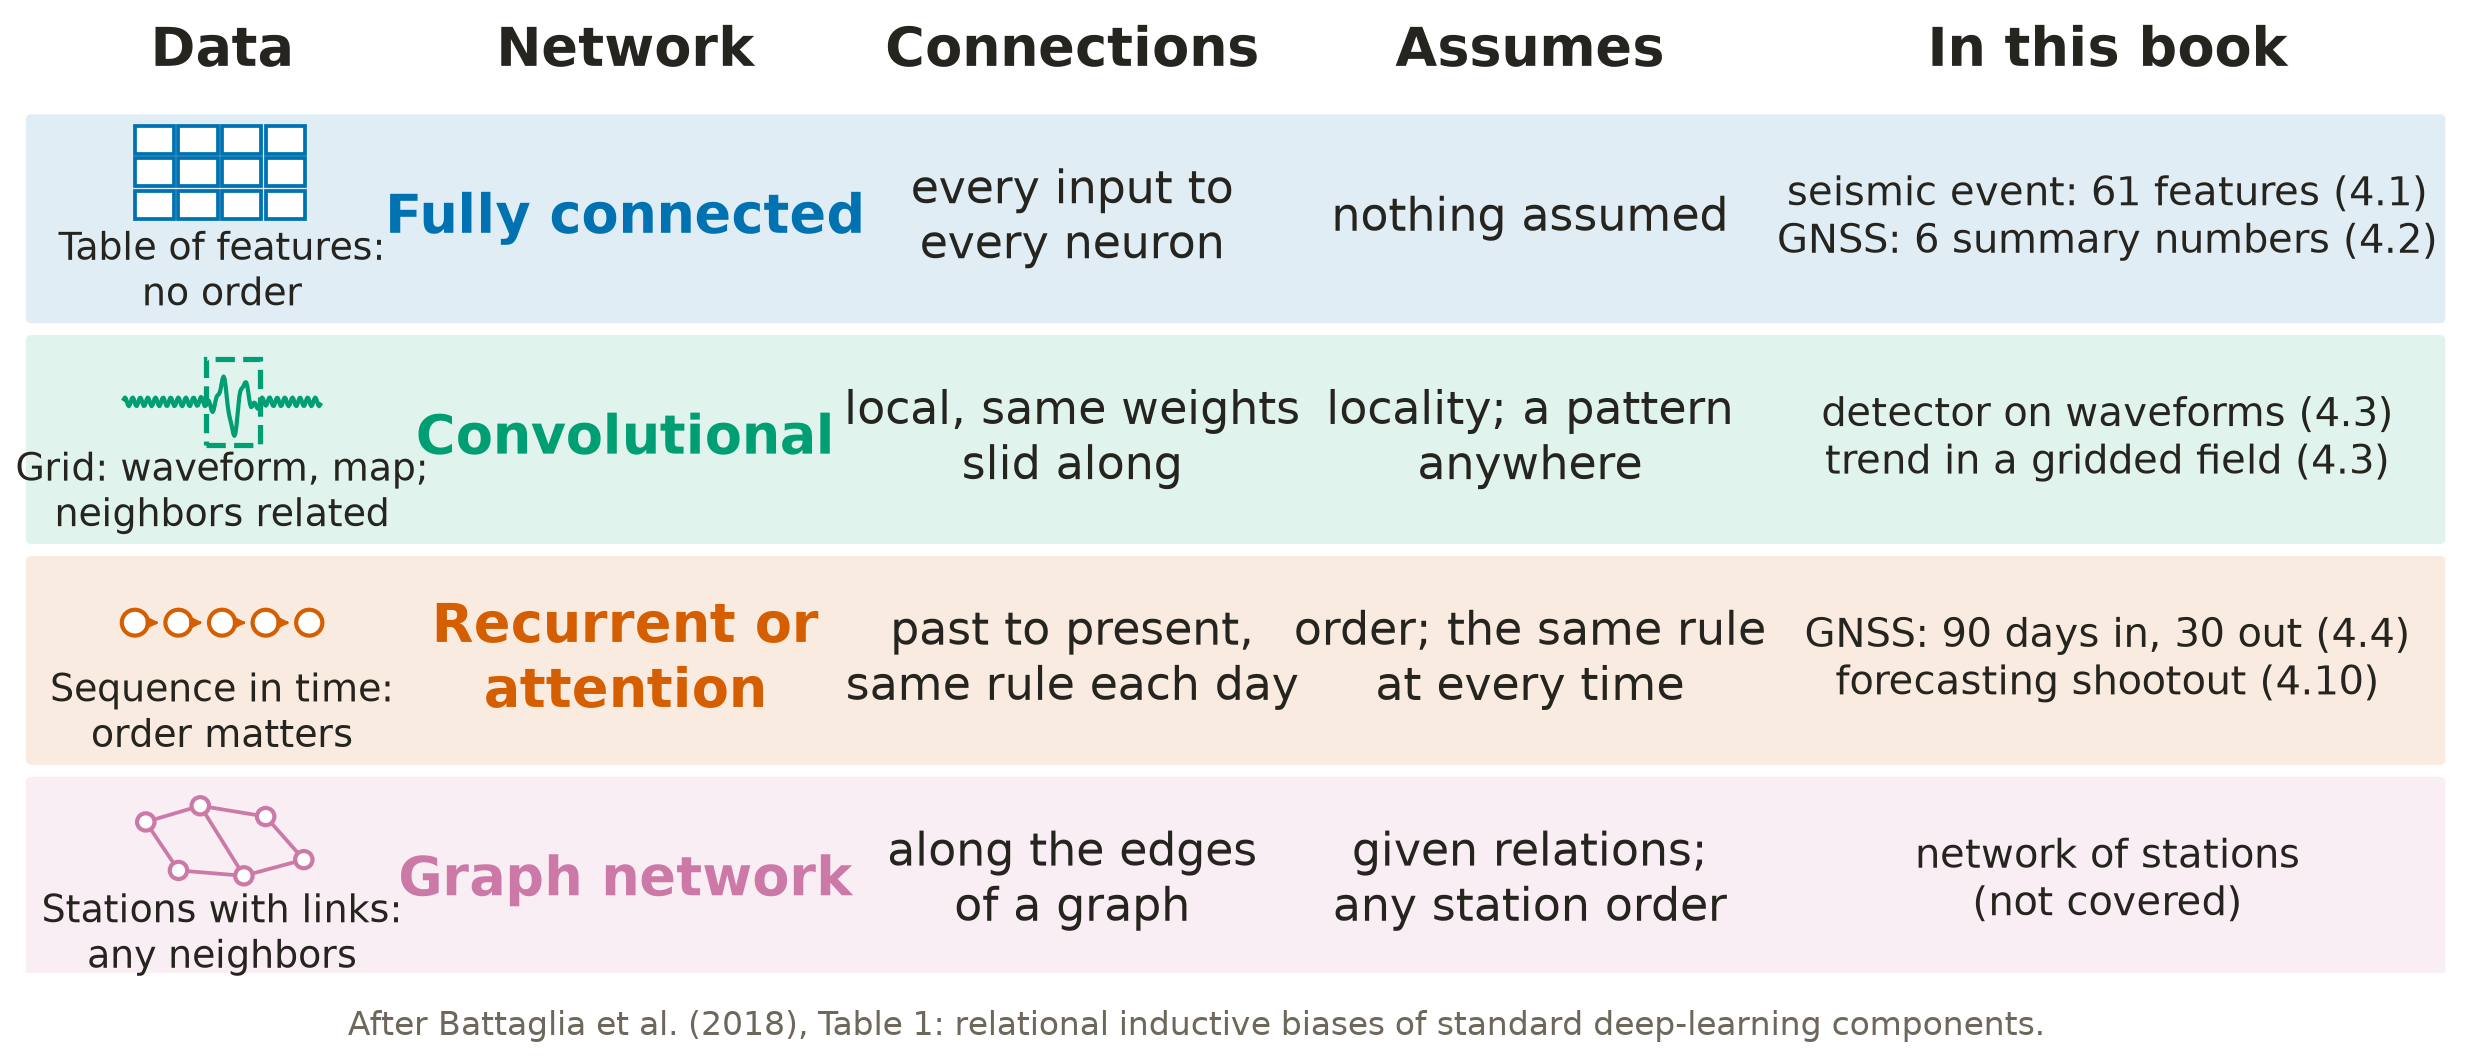 Data Network Connections Assumes In this book
Table of features:
no order
Fully connected
every input to
every neuron
nothing assumed
seismic event: 61 features (4.1)
GNSS: 6 summary numbers (4.2)
Grid: waveform, map;
neighbors related
Convolutional
local, same weights
slid along
locality; a pattern
anywhere
detector on waveforms (4.3)
trend in a gridded field (4.3)
Sequence in time:
order matters
Recurrent or
attention
past to present,
same rule each day
order; the same rule
at every time
GNSS: 90 days in, 30 out (4.4)
forecasting shootout (4.10)
Stations with links:
any neighbors
Graph network
along the edges
of a graph
given relations;
any station order
network of stations
(not covered)
After Battaglia et al. (2018), Table 1: relational inductive biases of standard deep-learning components.